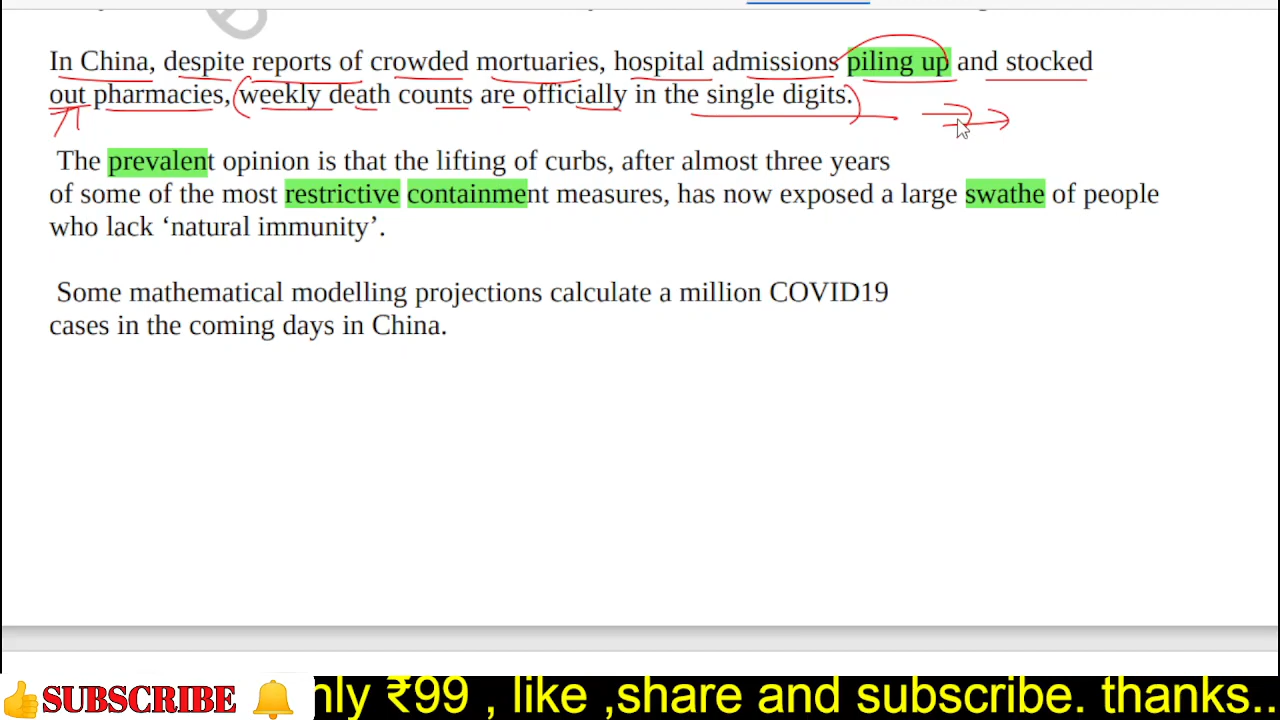 In China, despite reports of crowded mortuaries, hospital admissions piling up and stocked
out pharmacies, weekly death counts are officially in the single digits.
The prevalent opinion is that the lifting of curbs, after almost three years
of some of the most restrictive containment measures, has now exposed a large swathe of people
who lack ‘natural immunity’.
Some mathematical modelling projections calculate a million COVID19
cases in the coming days in China.
SUBSCRIBE nly ₹99 , like ,share and subscribe. thanks..